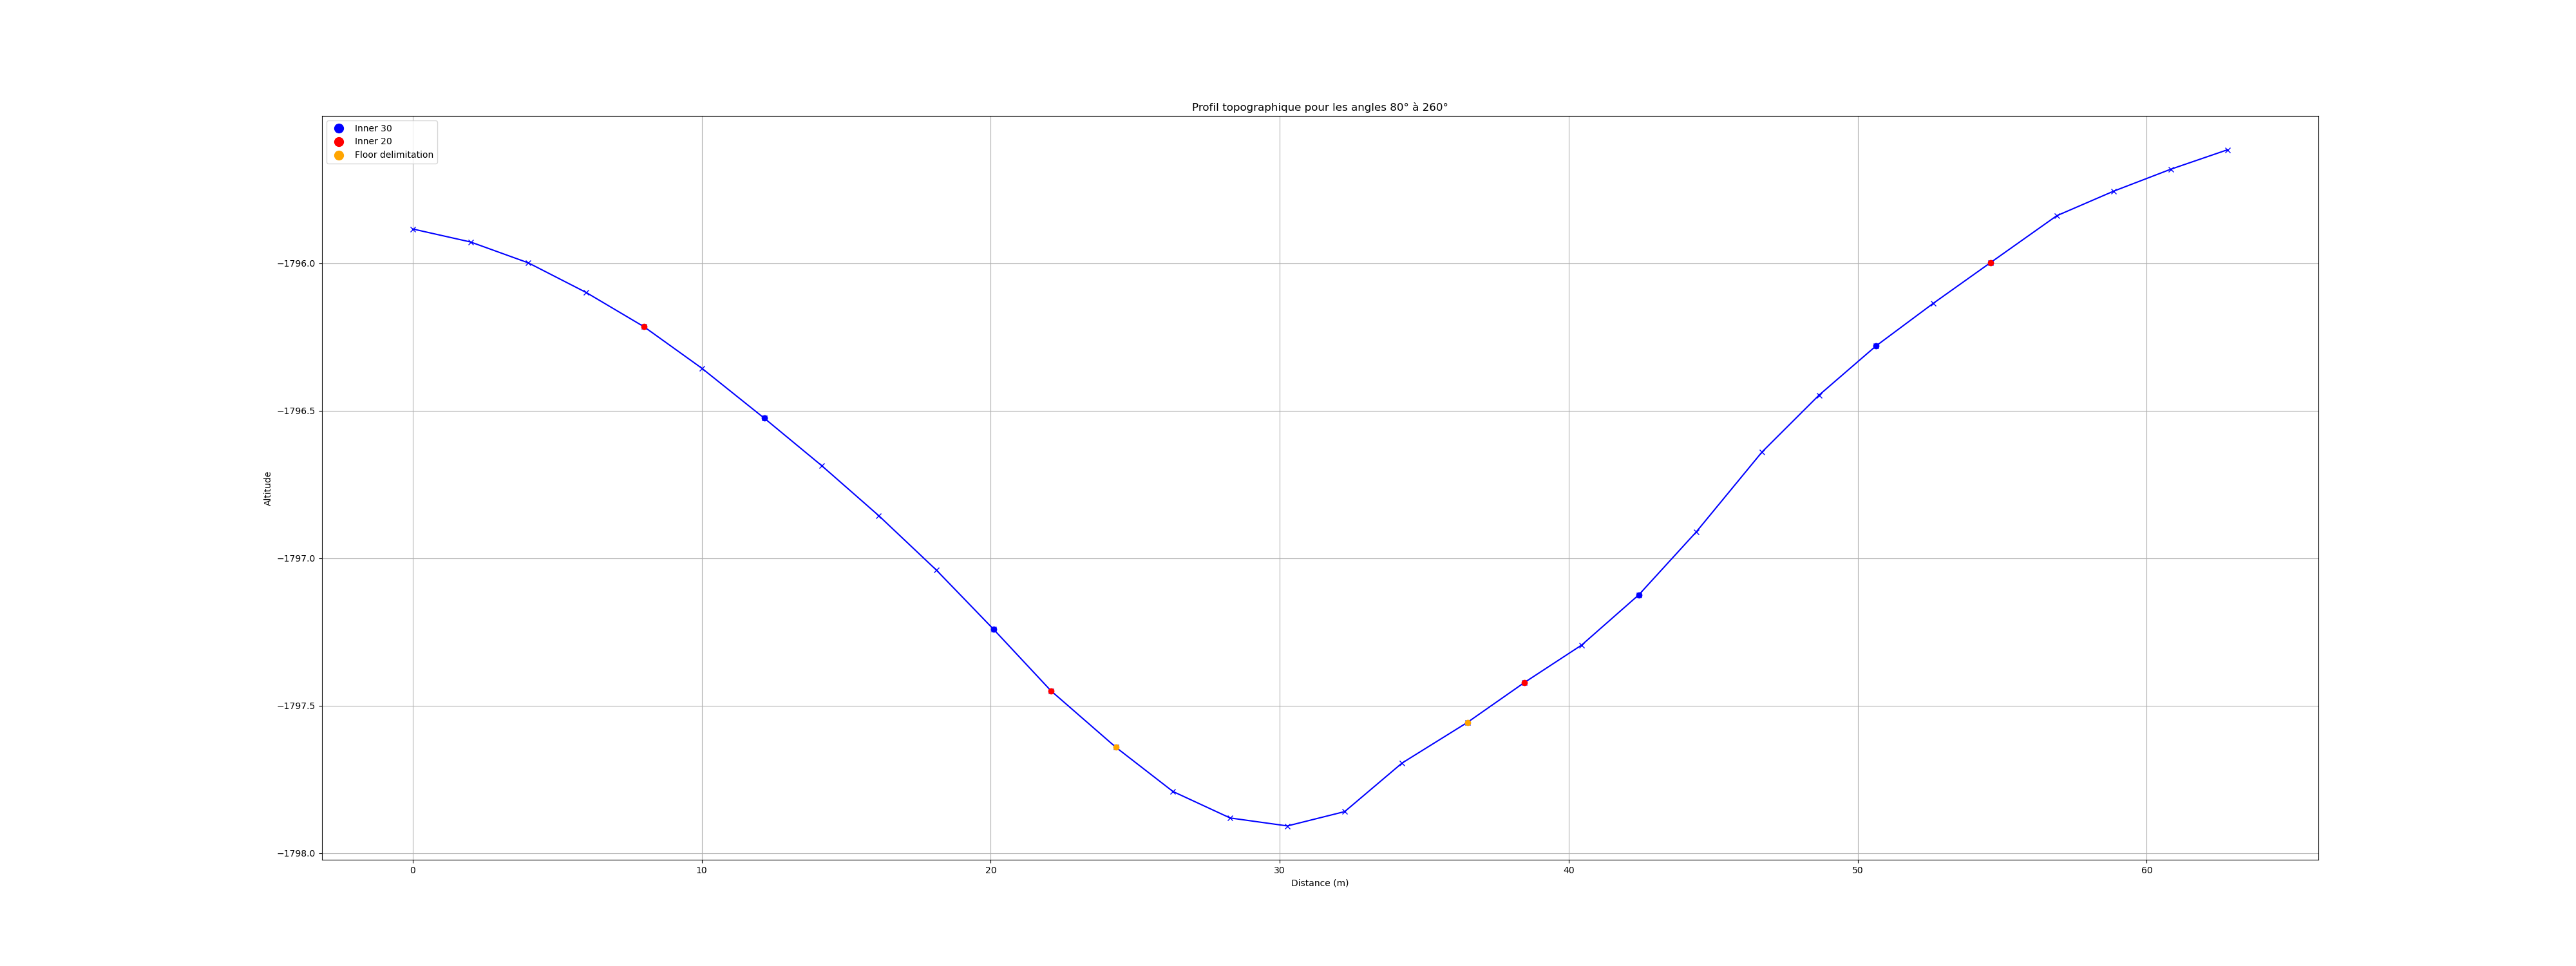 Profil topographique pour les angles 80° à 260°
Inner 30
Inner 20
Floor delimitation
Altitude
−1796.0
−1796.5
−1797.0
−1797.5
−1798.0
0 10 20 30 40 50 60
Distance (m)